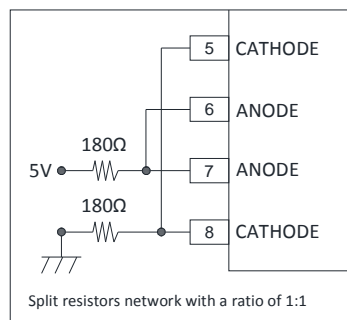 5 CATHODE
6 ANODE
180Ω
5V 7 ANODE
180Ω
8 CATHODE
Split resistors network with a ratio of 1:1